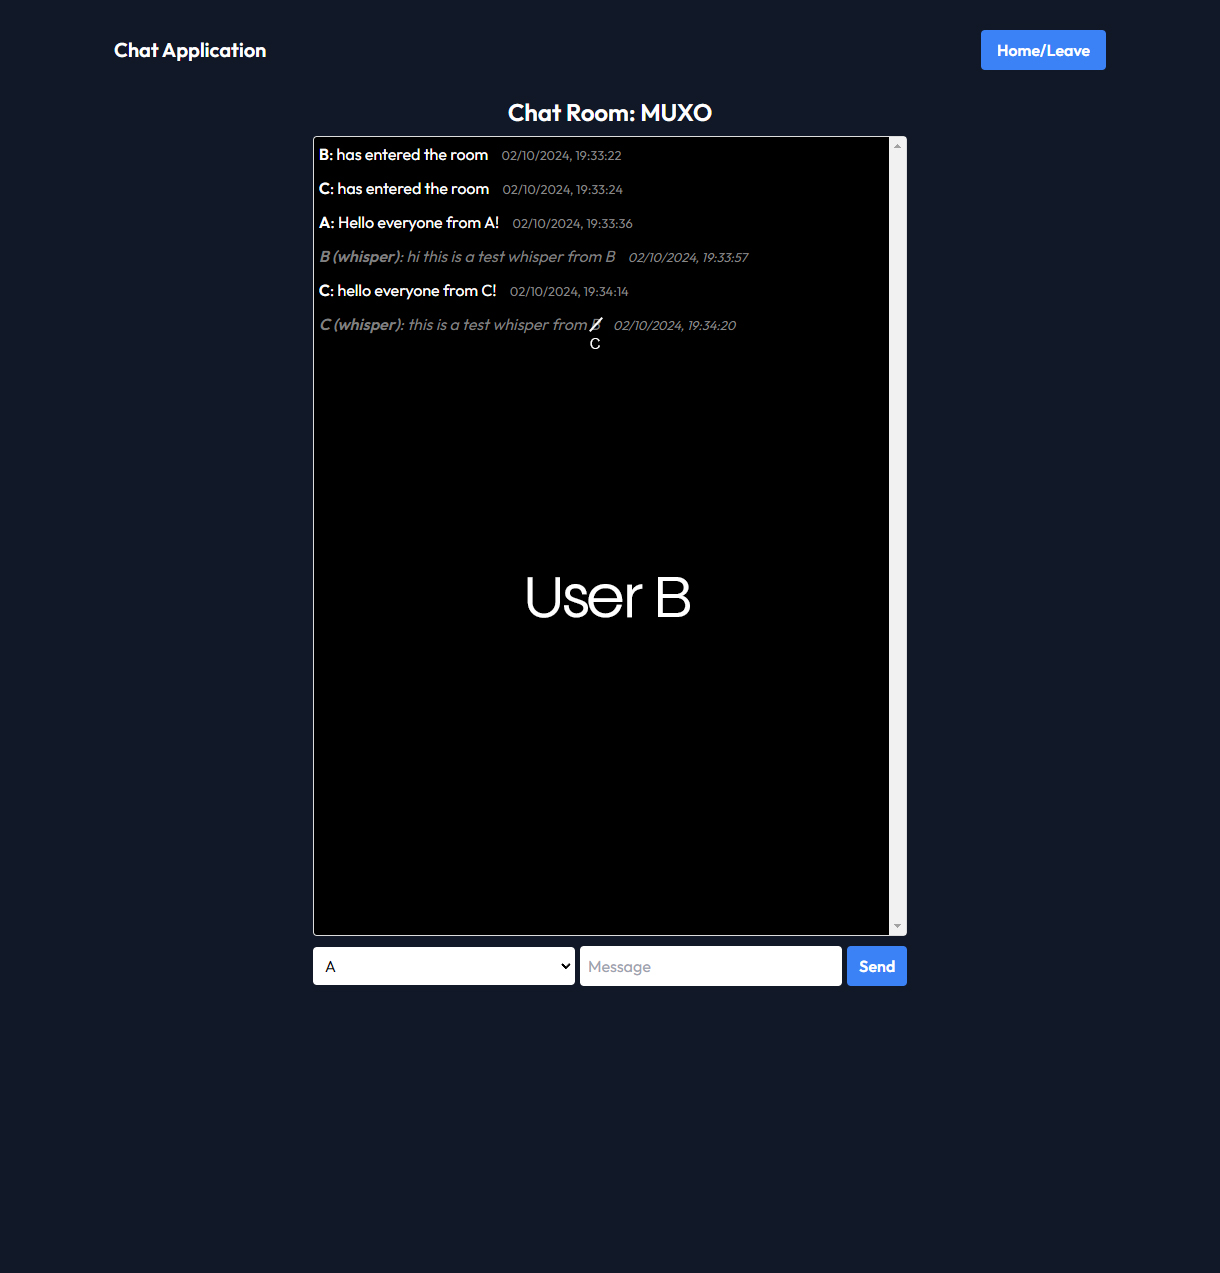 Chat Application
Home/Leave
Chat Room: MUXO
B: has entered the room 02/10/2024, 19:33:22
C: has entered the room 02/10/2024, 19:33:24
A: Hello everyone from A! 02/10/2024, 19:33:36
B (whisper): hi this is a test whisper from B 02/10/2024, 19:33:57
C: hello everyone from C! 02/10/2024, 19:34:14
C (whisper): this is a test whisper from B 02/10/2024, 19:34:20
C
User B
A
Message
Send